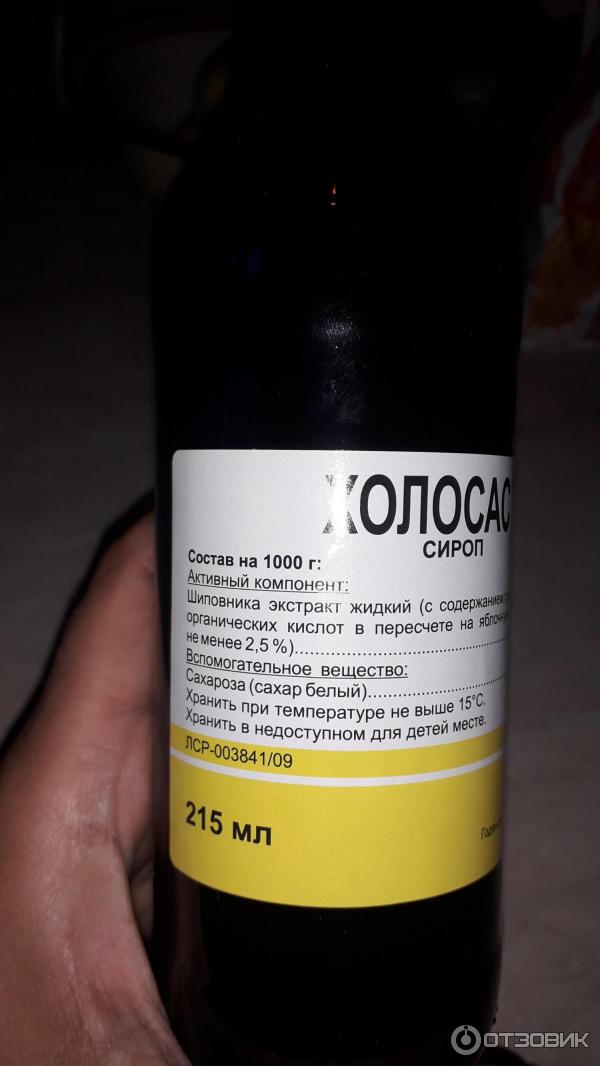 ХОЛОСАС
СИРОП
Состав на 1000 г:
Активный компонент:
Шиповника экстракт жидкий (с содержанием
органических кислот в пересчете на
не менее 2,5 %)
Вспомогательное вещество:
Сахароза (сахар белый)
Хранить при температуре не выше 15°С.
Хранить в недоступном для детей месте.
ЛСР-003841/09
215 мл
ОТЗОВИК